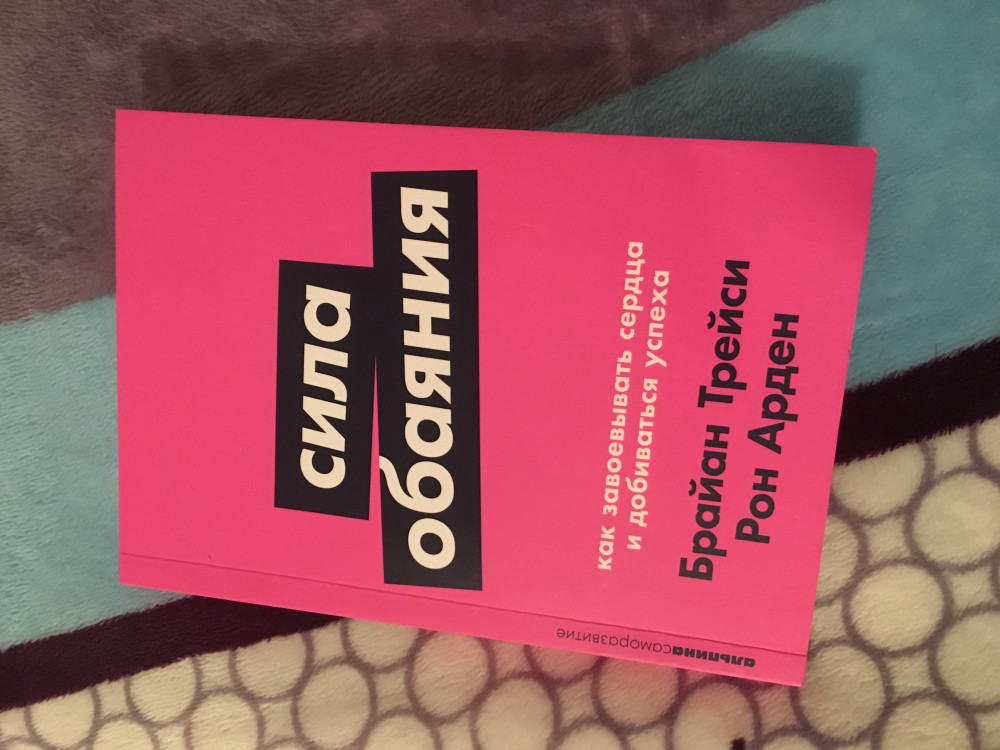 сила
обаяния
как завоевывать сердца
и добиваться успеха
Брайан Трейси
Рон Арден
альпинасаморазвитие